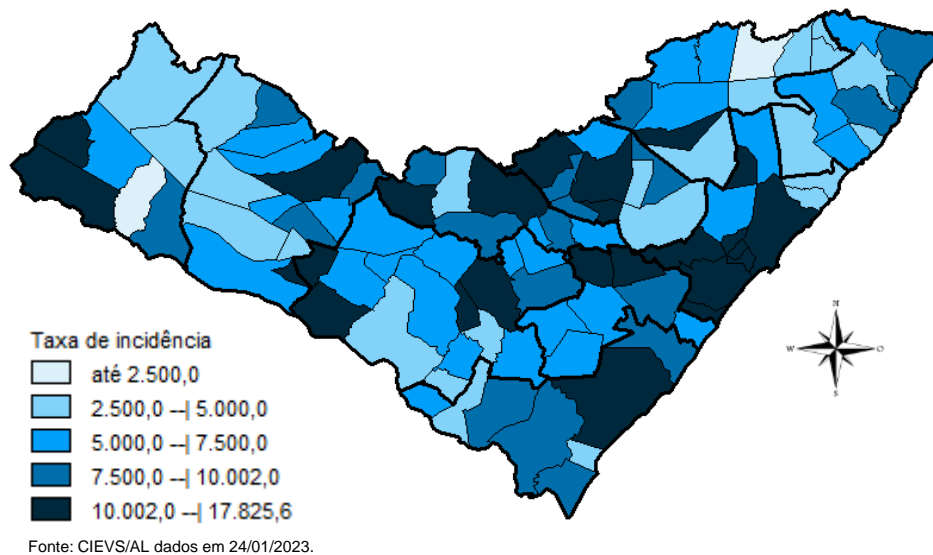 N
W
O
S
Taxa de incidência
até 2.500,0
2.500,0 --| 5.000,0
5.000,0 --| 7.500,0
7.500,0 --| 10.002,0
10.002,0 --| 17.825,6
Fonte: CIEVS/AL dados em 24/01/2023.